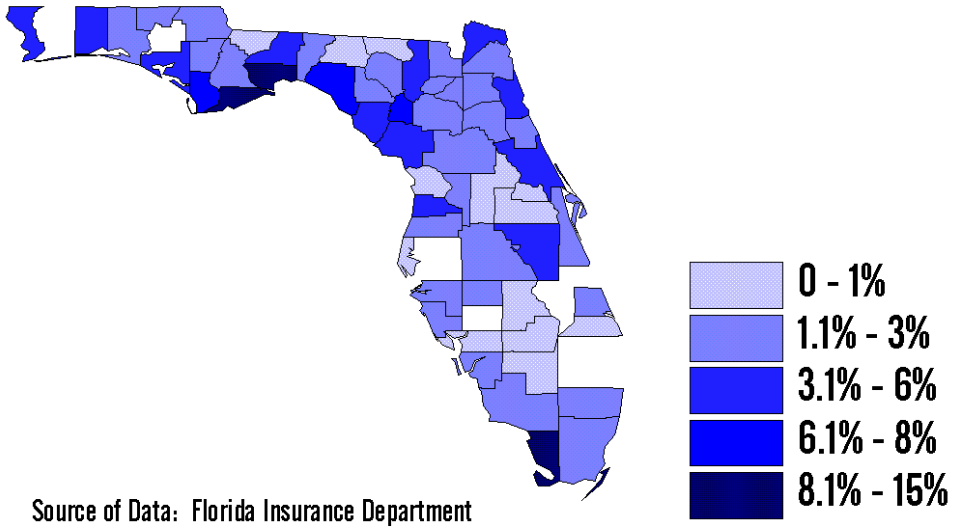 0 - 1%
1.1% - 3%
3.1% - 6%
6.1% - 8%
8.1% - 15%
Source of Data: Florida Insurance Department